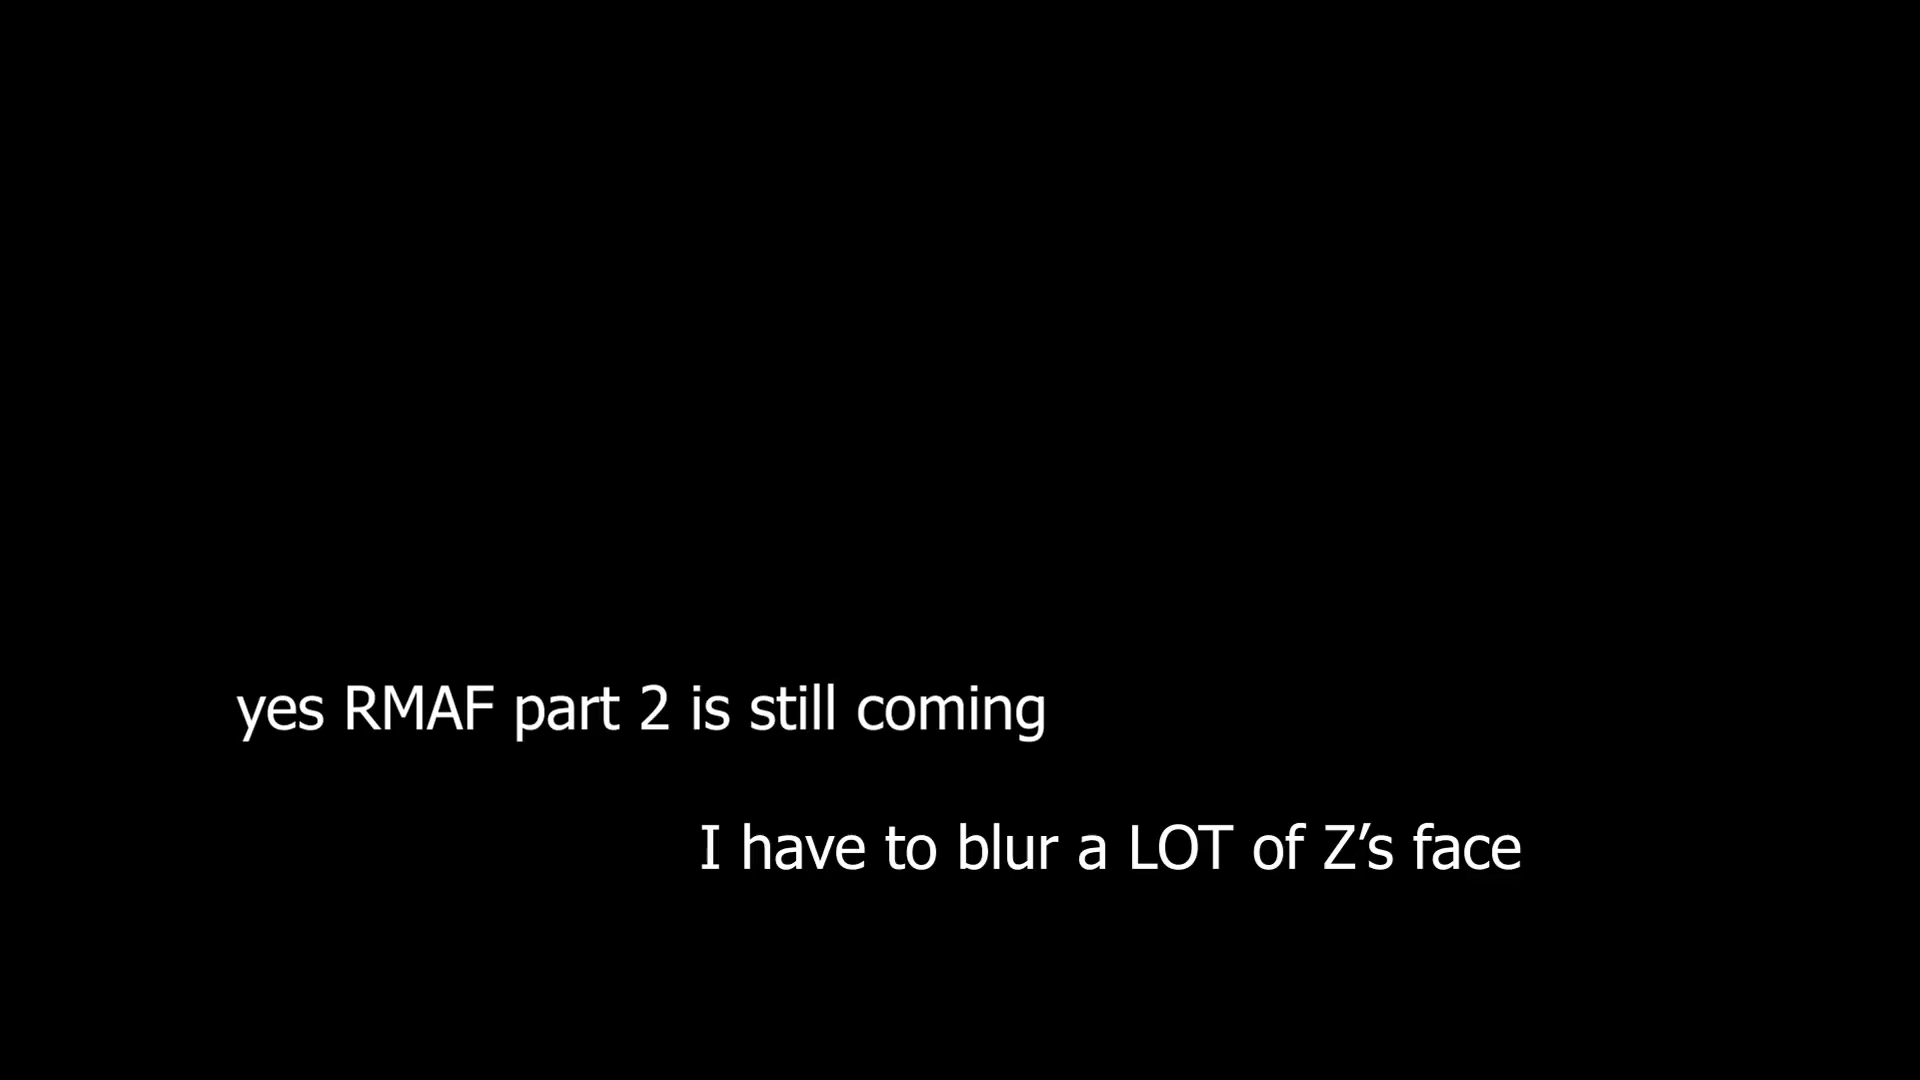 yes RMAF part 2 is still coming
I have to blur a LOT of Z’s face